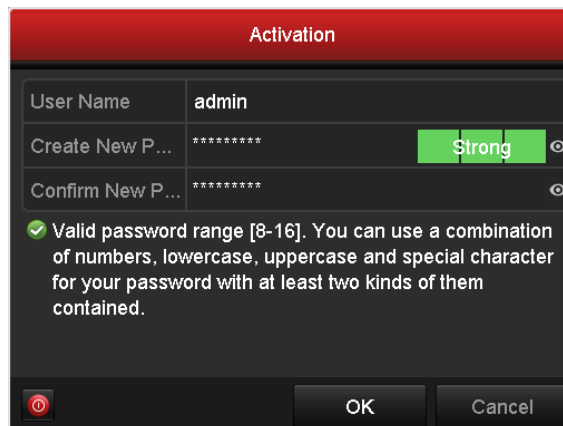 Activation
User Name admin
Create New P... ********* Strong
Confirm New P... *********
Valid password range [8-16]. You can use a combination
of numbers, lowercase, uppercase and special character
for your password with at least two kinds of them
contained.
OK Cancel